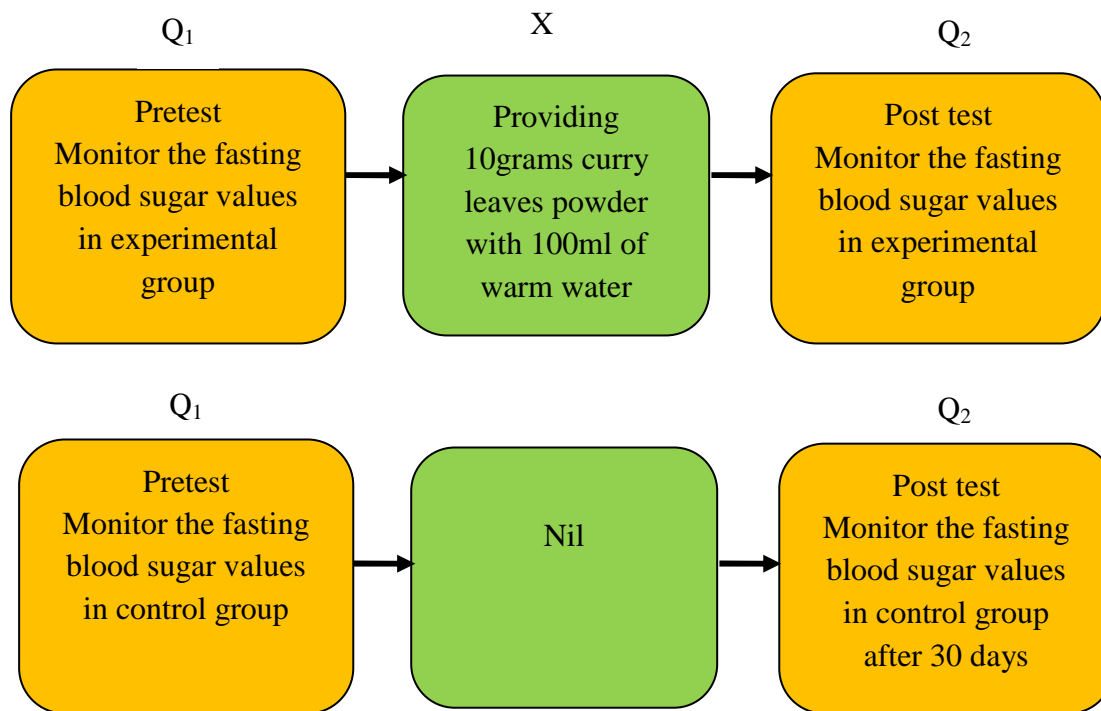 Q₁
X
Q₂
Pretest
Monitor the fasting
blood sugar values
in experimental
group
Providing
10grams curry
leaves powder
with 100ml of
warm water
Post test
Monitor the fasting
blood sugar values
in experimental
group
Q₁
Q₂
Pretest
Monitor the fasting
blood sugar values
in control group
Nil
Post test
Monitor the fasting
blood sugar values
in control group
after 30 days